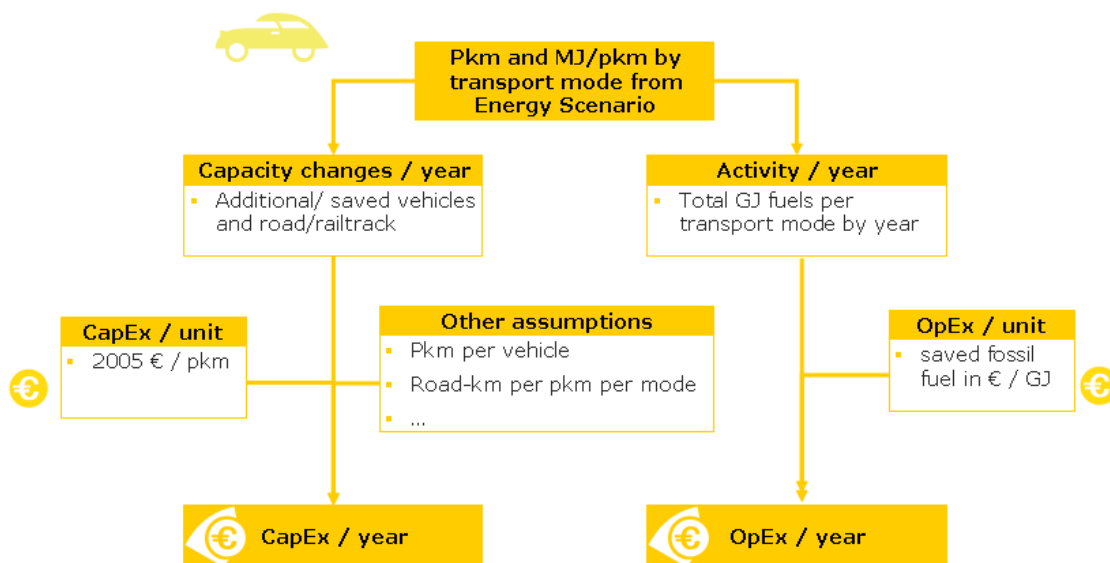 Pkm and MJ/pkm by
transport mode from
Energy Scenario
Capacity changes / year
▪ Additional/ saved vehicles
and road/railtrack
Activity / year
▪ Total GJ fuels per
transport mode by year
CapEx / unit
▪ 2005 € / pkm
Other assumptions
▪ Pkm per vehicle
▪ Road-km per pkm per mode
▪ ...
OpEx / unit
▪ saved fossil
fuel in € / GJ
€
€
€ CapEx / year
€ OpEx / year